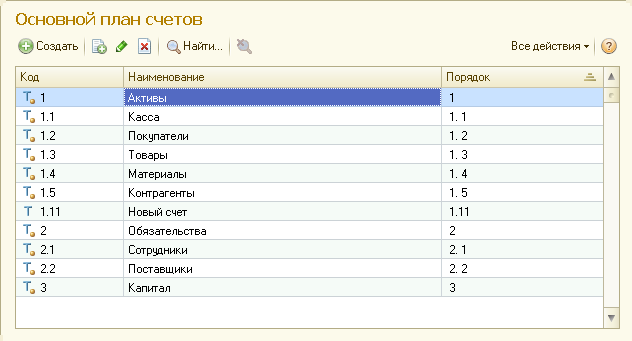 Основной план счетов
Создать Найти... Все действия ?
Код Наименование Порядок
1 Активы 1
1.1 Касса 1. 1
1.2 Покупатели 1. 2
1.3 Товары 1. 3
1.4 Материалы 1. 4
1.5 Контрагенты 1. 5
1.11 Новый счет 1.11
2 Обязательства 2
2.1 Сотрудники 2. 1
2.2 Поставщики 2. 2
3 Капитал 3